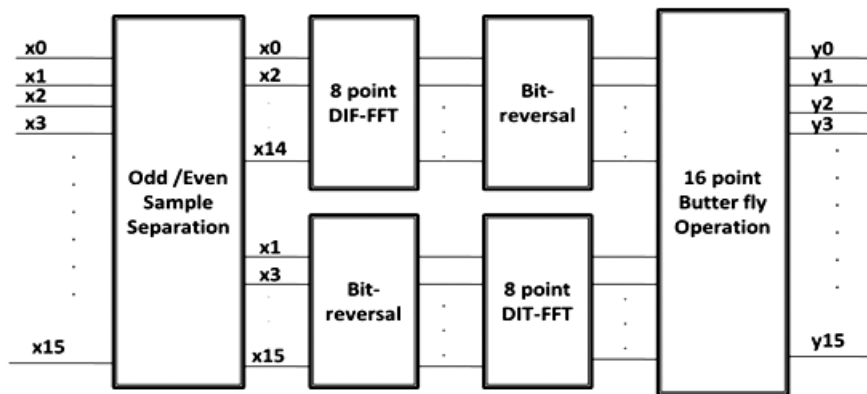 x0
x1
x2
x3
x15
Odd /Even
Sample
Separation
x0
x2
x14
x1
x3
x15
8 point
DIF-FFT
Bit-
reversal
Bit-
reversal
8 point
DIT-FFT
16 point
Butter fly
Operation
y0
y1
y2
y3
y15